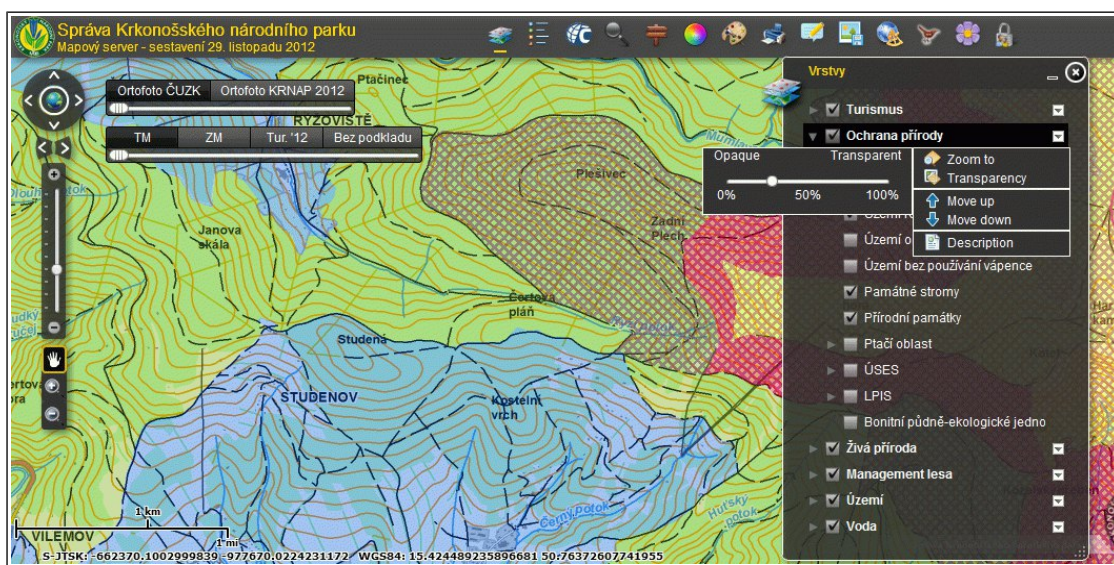 Správa Krkonošského národního parku
Mapový server - sestavení 29. listopadu 2012
Ortofoto ČUZK Ortofoto KRNAP 2012
TM ZM Tur. '12 Bez podkladu
Ptačinec
RÝŽOVIŠTĚ
Plešivec
Zadní
Plech
Janova
skála
Čertova
pláň
Studená
STUDENOV
Kostelní
vrch
Černý potok
Huťský
potok
VILÉMOV
1 km
1 mi
S-JTSK: -662370.1002999839 -977670.0224231172 WGS84: 15.424489235896681 50.76372607741955
Vrstvy
Turismus
Ochrana přírody
Opaque Transparent
0% 50% 100%
Zoom to
Transparency
Move up
Move down
Description
Území o
Území bez používání vápence
Památné stromy
Přírodní památky
Ptačí oblast
ÚSES
LPIS
Bonitní půdně-ekologické jedno
Živá příroda
Management lesa
Území
Voda